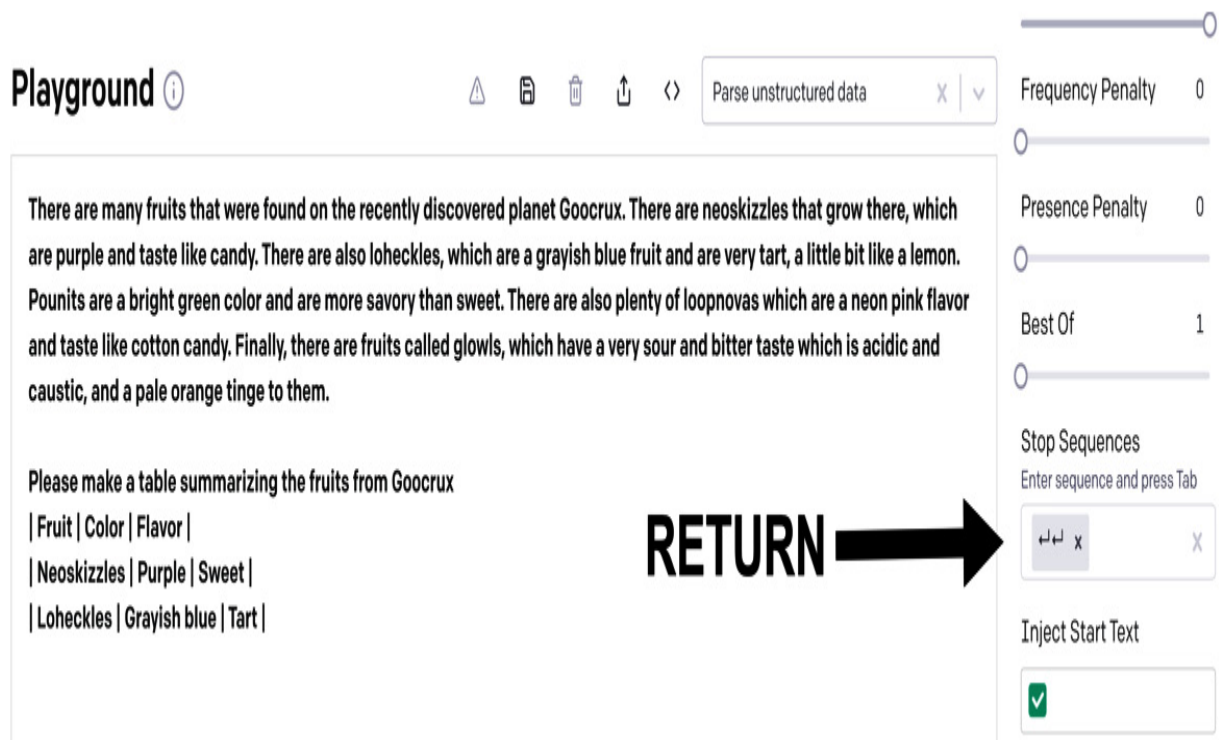 Playground
Parse unstructured data X
There are many fruits that were found on the recently discovered planet Goocrux. There are neoskizzles that grow there, which
are purple and taste like candy. There are also loheckles, which are a grayish blue fruit and are very tart, a little bit like a lemon.
Pounits are a bright green color and are more savory than sweet. There are also plenty of loopnovas which are a neon pink flavor
and taste like cotton candy. Finally, there are fruits called glowls, which have a very sour and bitter taste which is acidic and
caustic, and a pale orange tinge to them.
Please make a table summarizing the fruits from Goocrux
| Fruit | Color | Flavor |
| Neoskizzles | Purple | Sweet |
| Loheckles | Grayish blue | Tart |
RETURN
Frequency Penalty 0
Presence Penalty 0
Best Of 1
Stop Sequences
Enter sequence and press Tab
↵↵ x X
Inject Start Text